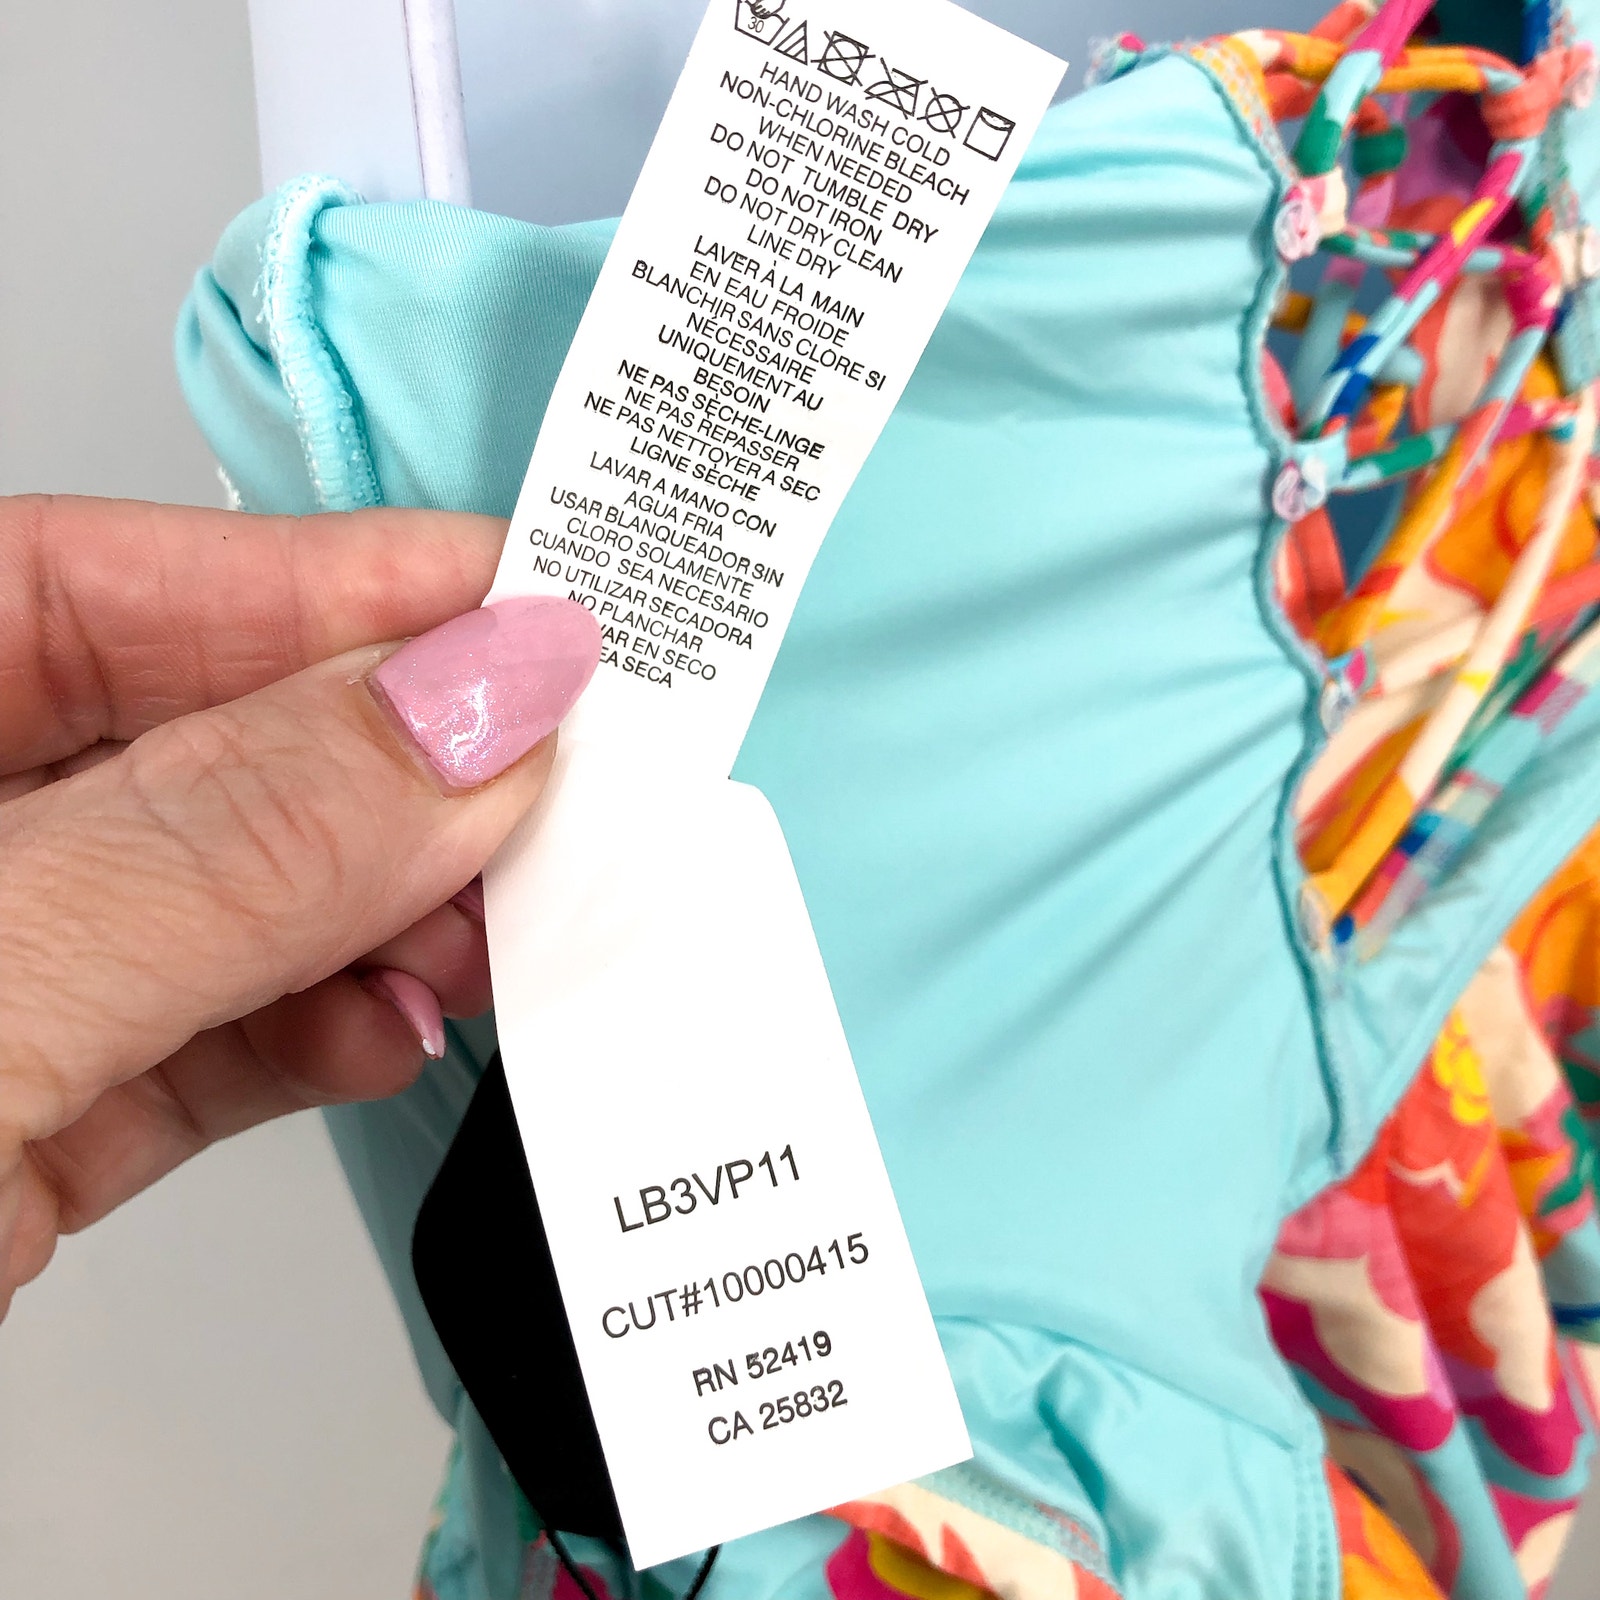 30
HAND WASH COLD
NON-CHLORINE BLEACH
WHEN NEEDED
DO NOT TUMBLE DRY
DO NOT IRON
DO NOT DRY CLEAN
LINE DRY
LAVER À LA MAIN
EN EAU FROIDE
BLANCHIR SANS CLORE SI
NÉCESSAIRE
UNIQUEMENT AU
BESOIN
NE PAS SÈCHE-LINGE
NE PAS REPASSER
NE PAS NETTOYER A SEC
LIGNE SÈCHE
LAVAR A MANO CON
AGUA FRIA
USAR BLANQUEADOR SIN
CLORO SOLAMENTE
CUANDO SEA NECESARIO
NO UTILIZAR SECADORA
NO PLANCHAR
EN SECO
SECA
LB3VP11
CUT#10000415
RN 52419
CA 25832